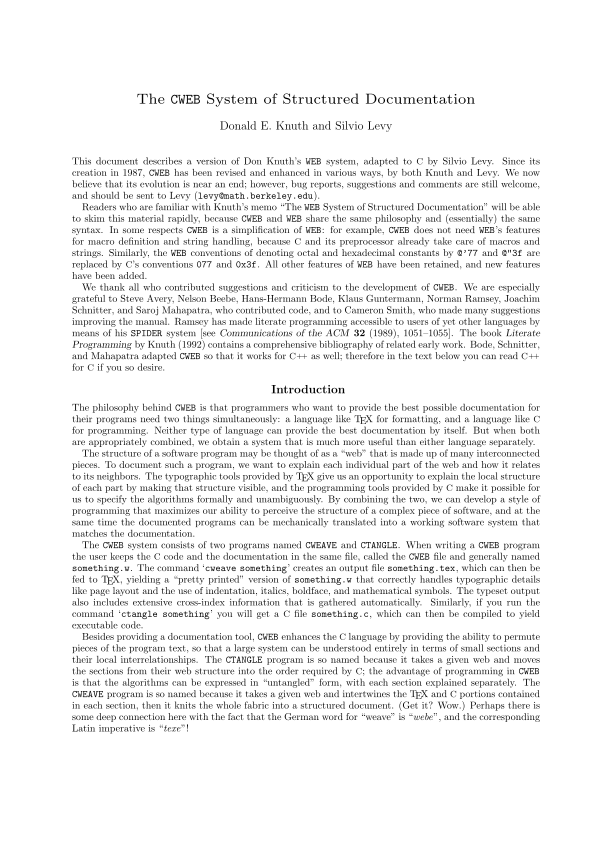 The CWEB System of Structured Documentation
Donald E. Knuth and Silvio Levy
This document describes a version of Don Knuth's WEB system, adapted to C by Silvio Levy. Since its
creation in 1987, CWEB has been revised and enhanced in various ways, by both Knuth and Levy. We now
believe that its evolution is near an end; however, bug reports, suggestions and comments are still welcome,
and should be sent to Levy (levy@math.berkeley.edu).
Readers who are familiar with Knuth's memo “The WEB System of Structured Documentation” will be able
to skim this material rapidly, because CWEB and WEB share the same philosophy and (essentially) the same
syntax. In some respects CWEB is a simplification of WEB: for example, CWEB does not need WEB's features
for macro definition and string handling, because C and its preprocessor already take care of macros and
strings. Similarly, the WEB conventions of denoting octal and hexadecimal constants by @'77 and @"3f are
replaced by C's conventions 077 and 0x3f. All other features of WEB have been retained, and new features
have been added.
We thank all who contributed suggestions and criticism to the development of CWEB. We are especially
grateful to Steve Avery, Nelson Beebe, Hans-Hermann Bode, Klaus Guntermann, Norman Ramsey, Joachim
Schnitter, and Saroj Mahapatra, who contributed code, and to Cameron Smith, who made many suggestions
improving the manual. Ramsey has made literate programming accessible to users of yet other languages by
means of his SPIDER system [see Communications of the ACM 32 (1989), 1051–1055]. The book Literate
Programming by Knuth (1992) contains a comprehensive bibliography of related early work. Bode, Schnitter,
and Mahapatra adapted CWEB so that it works for C++ as well; therefore in the text below you can read C++
for C if you so desire.
Introduction
The philosophy behind CWEB is that programmers who want to provide the best possible documentation for
their programs need two things simultaneously: a language like TEX for formatting, and a language like C
for programming. Neither type of language can provide the best documentation by itself. But when both
are appropriately combined, we obtain a system that is much more useful than either language separately.
The structure of a software program may be thought of as a “web” that is made up of many interconnected
pieces. To document such a program, we want to explain each individual part of the web and how it relates
to its neighbors. The typographic tools provided by TEX give us an opportunity to explain the local structure
of each part by making that structure visible, and the programming tools provided by C make it possible for
us to specify the algorithms formally and unambiguously. By combining the two, we can develop a style of
programming that maximizes our ability to perceive the structure of a complex piece of software, and at the
same time the documented programs can be mechanically translated into a working software system that
matches the documentation.
The CWEB system consists of two programs named CWEAVE and CTANGLE. When writing a CWEB program
the user keeps the C code and the documentation in the same file, called the CWEB file and generally named
something.w. The command ‘cweave something’ creates an output file something.tex, which can then be
fed to TEX, yielding a “pretty printed” version of something.w that correctly handles typographic details
like page layout and the use of indentation, italics, boldface, and mathematical symbols. The typeset output
also includes extensive cross-index information that is gathered automatically. Similarly, if you run the
command ‘ctangle something’ you will get a C file something.c, which can then be compiled to yield
executable code.
Besides providing a documentation tool, CWEB enhances the C language by providing the ability to permute
pieces of the program text, so that a large system can be understood entirely in terms of small sections and
their local interrelationships. The CTANGLE program is so named because it takes a given web and moves
the sections from their web structure into the order required by C; the advantage of programming in CWEB
is that the algorithms can be expressed in “untangled” form, with each section explained separately. The
CWEAVE program is so named because it takes a given web and intertwines the TEX and C portions contained
in each section, then it knits the whole fabric into a structured document. (Get it? Wow.) Perhaps there is
some deep connection here with the fact that the German word for “weave” is “webe”, and the corresponding
Latin imperative is “texe”!